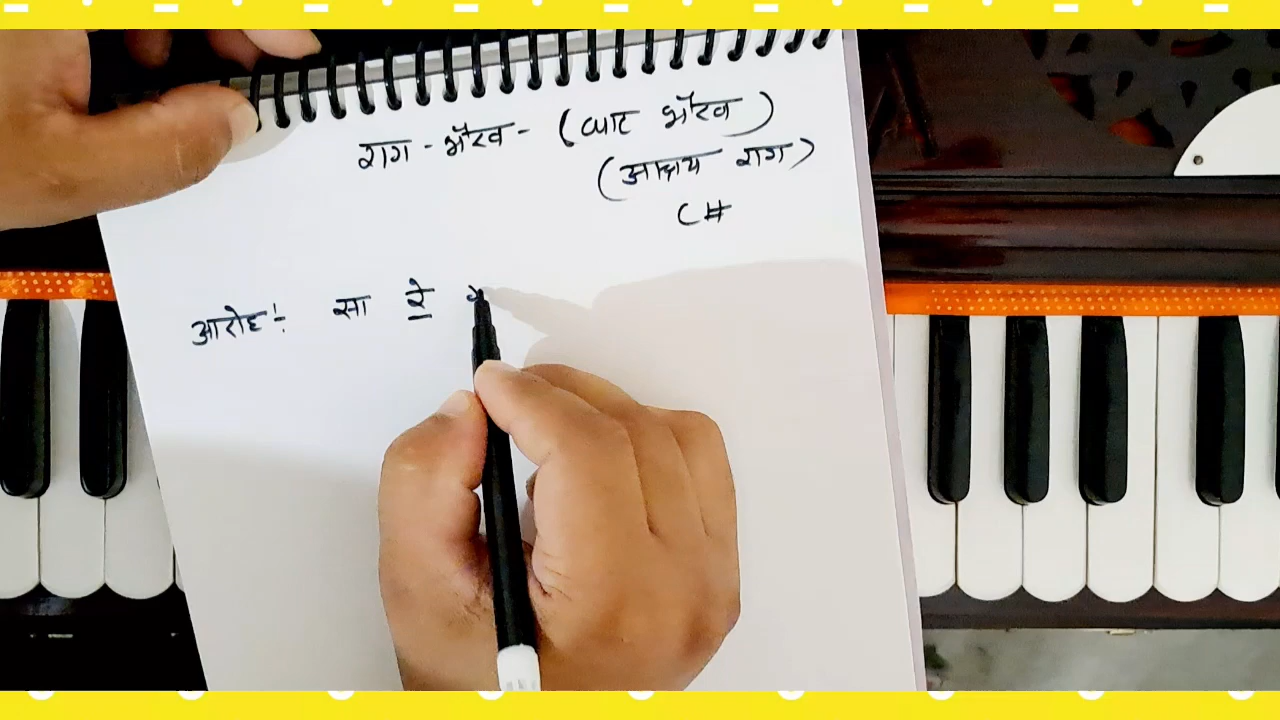 राग - भैरव - (थाट भैरव)
(आश्रय राग)
C#
आरोह :- सा रे॒